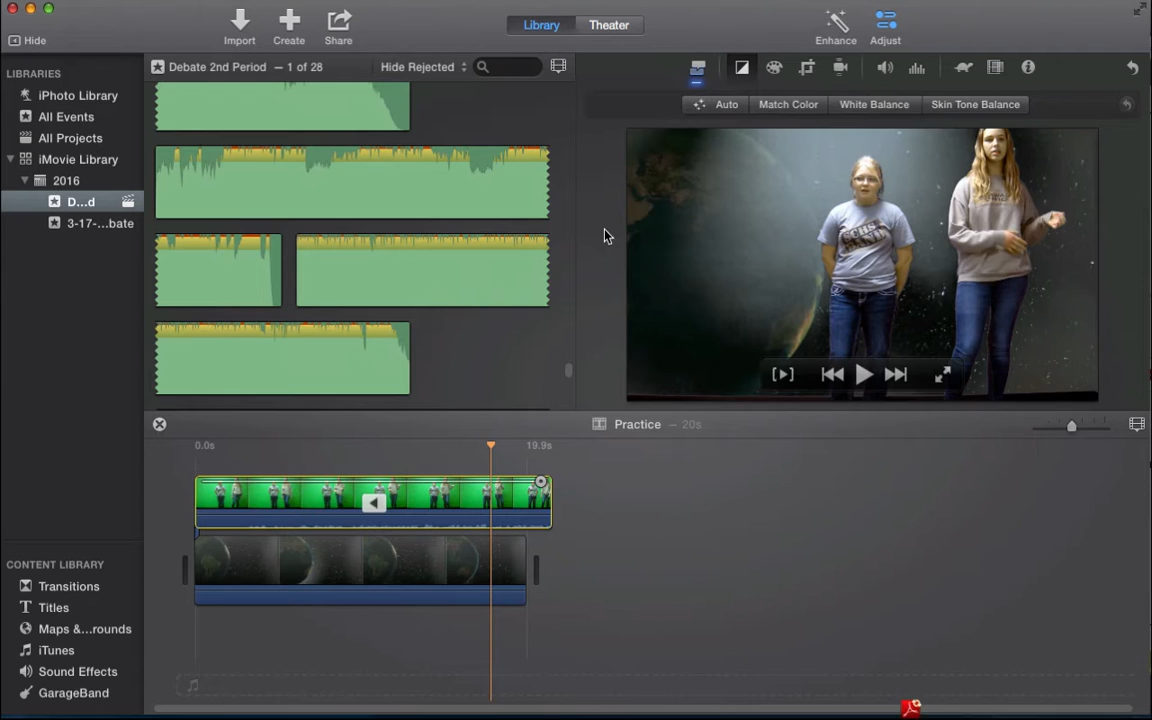 Hide
Import
Create
Share
Library
Theater
Enhance
Adjust
LIBRARIES
iPhoto Library
All Events
All Projects
iMovie Library
2016
D...d
3-17-...bate
Debate 2nd Period — 1 of 28
Hide Rejected
Auto
Match Color
White Balance
Skin Tone Balance
SCHS
BAND
Practice — 20s
0.0s
19.9s
CONTENT LIBRARY
Transitions
Titles
Maps &...rounds
iTunes
Sound Effects
GarageBand